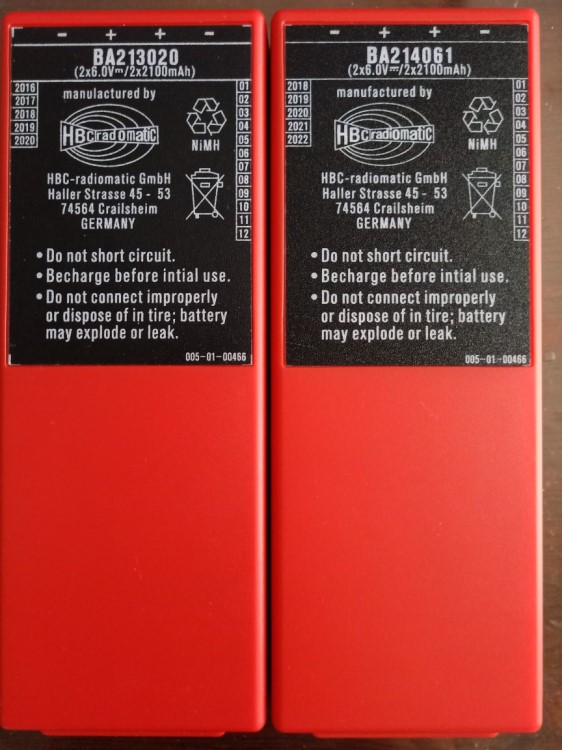 - + + -
BA213020
(2x6.0V⎓/2x2100mAh)
2016
2017
2018
2019
2020
manufactured by
HBC radiomatic
NiMH
01
02
03
04
05
06
07
08
09
10
11
12
HBC-radiomatic GmbH
Haller Strasse 45 - 53
74564 Crailsheim
GERMANY
• Do not short circuit.
• Becharge before intial use.
• Do not connect improperly
or dispose of in tire; battery
may explode or leak.
005-01-00466
- + + -
BA214061
(2x6.0V⎓/2x2100mAh)
2018
2019
2020
2021
2022
manufactured by
HBC radiomatic
NiMH
01
02
03
04
05
06
07
08
09
10
11
12
HBC-radiomatic GmbH
Haller Strasse 45 - 53
74564 Crailsheim
GERMANY
• Do not short circuit.
• Becharge before intial use.
• Do not connect improperly
or dispose of in tire; battery
may explode or leak.
005-01-00466